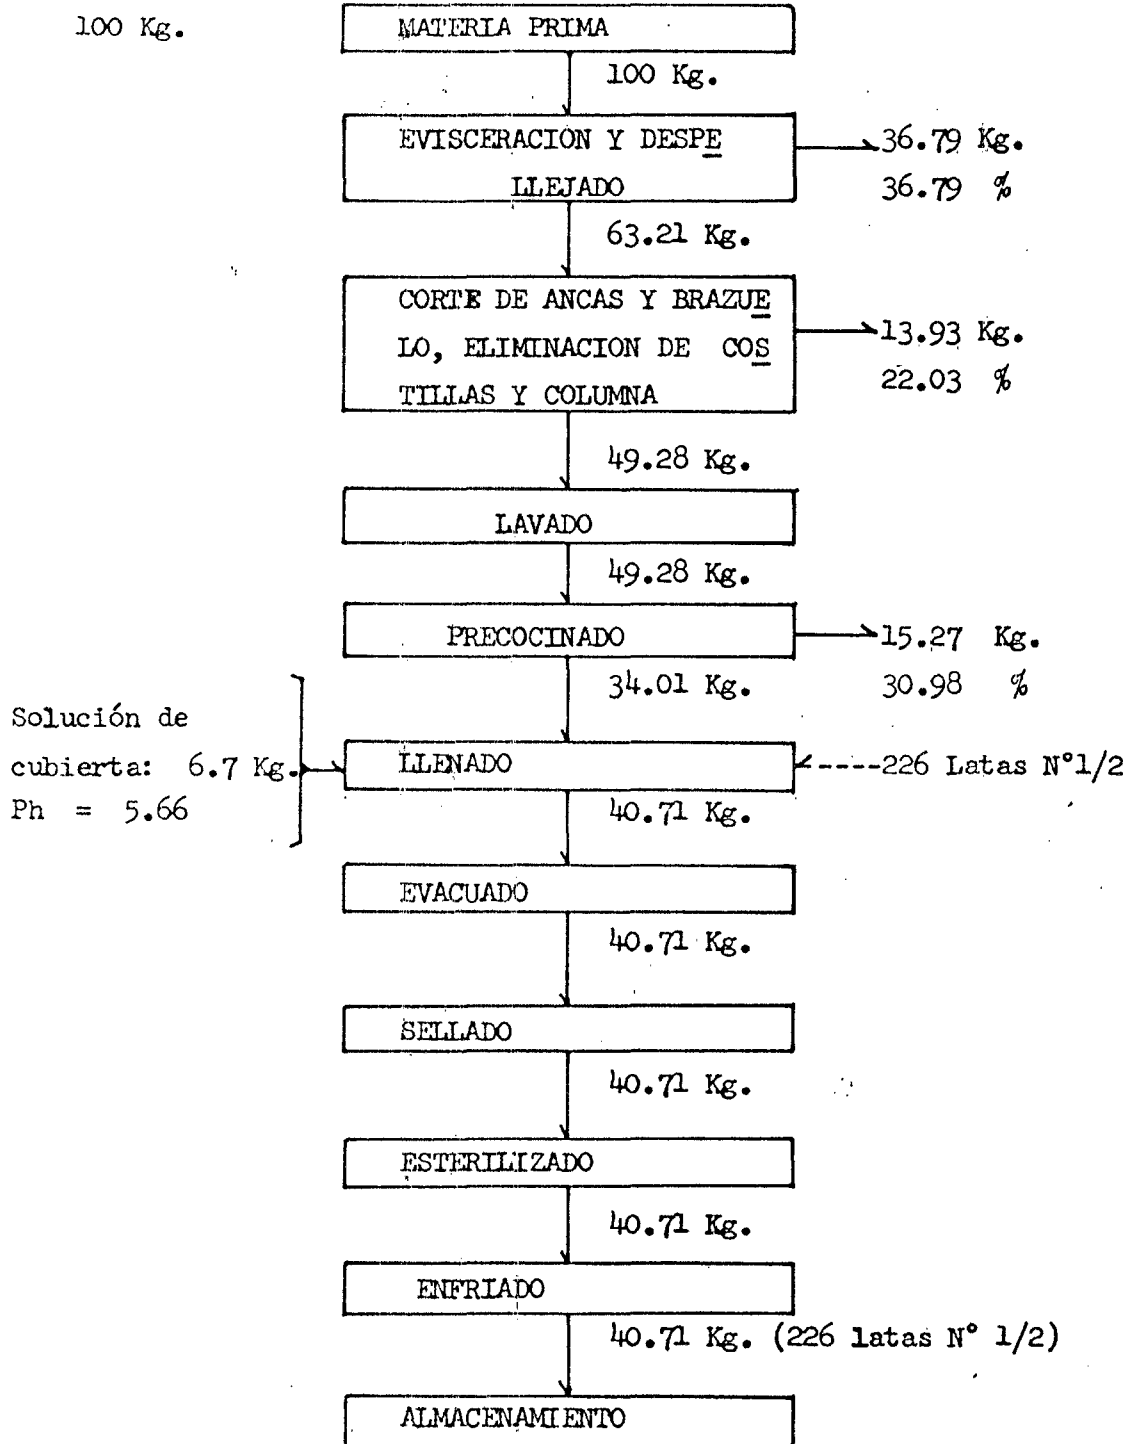 100 Kg.
MATERIA PRIMA
100 Kg.
EVISCERACION Y DESPE
LLEJADO
36.79 Kg.
36.79 %
63.21 Kg.
CORTE DE ANCAS Y BRAZUE
LO, ELIMINACION DE COS
TILLAS Y COLUMNA
13.93 Kg.
22.03 %
49.28 Kg.
LAVADO
49.28 Kg.
PRECOCINADO
15.27 Kg.
30.98 %
34.01 Kg.
Solución de
cubierta: 6.7 Kg.
Ph = 5.66
LLENADO
226 Latas N°1/2
40.71 Kg.
EVACUADO
40.71 Kg.
SELLADO
40.71 Kg.
ESTERILIZADO
40.71 Kg.
ENFRIADO
40.71 Kg. (226 latas N° 1/2)
ALMACENAMIENTO